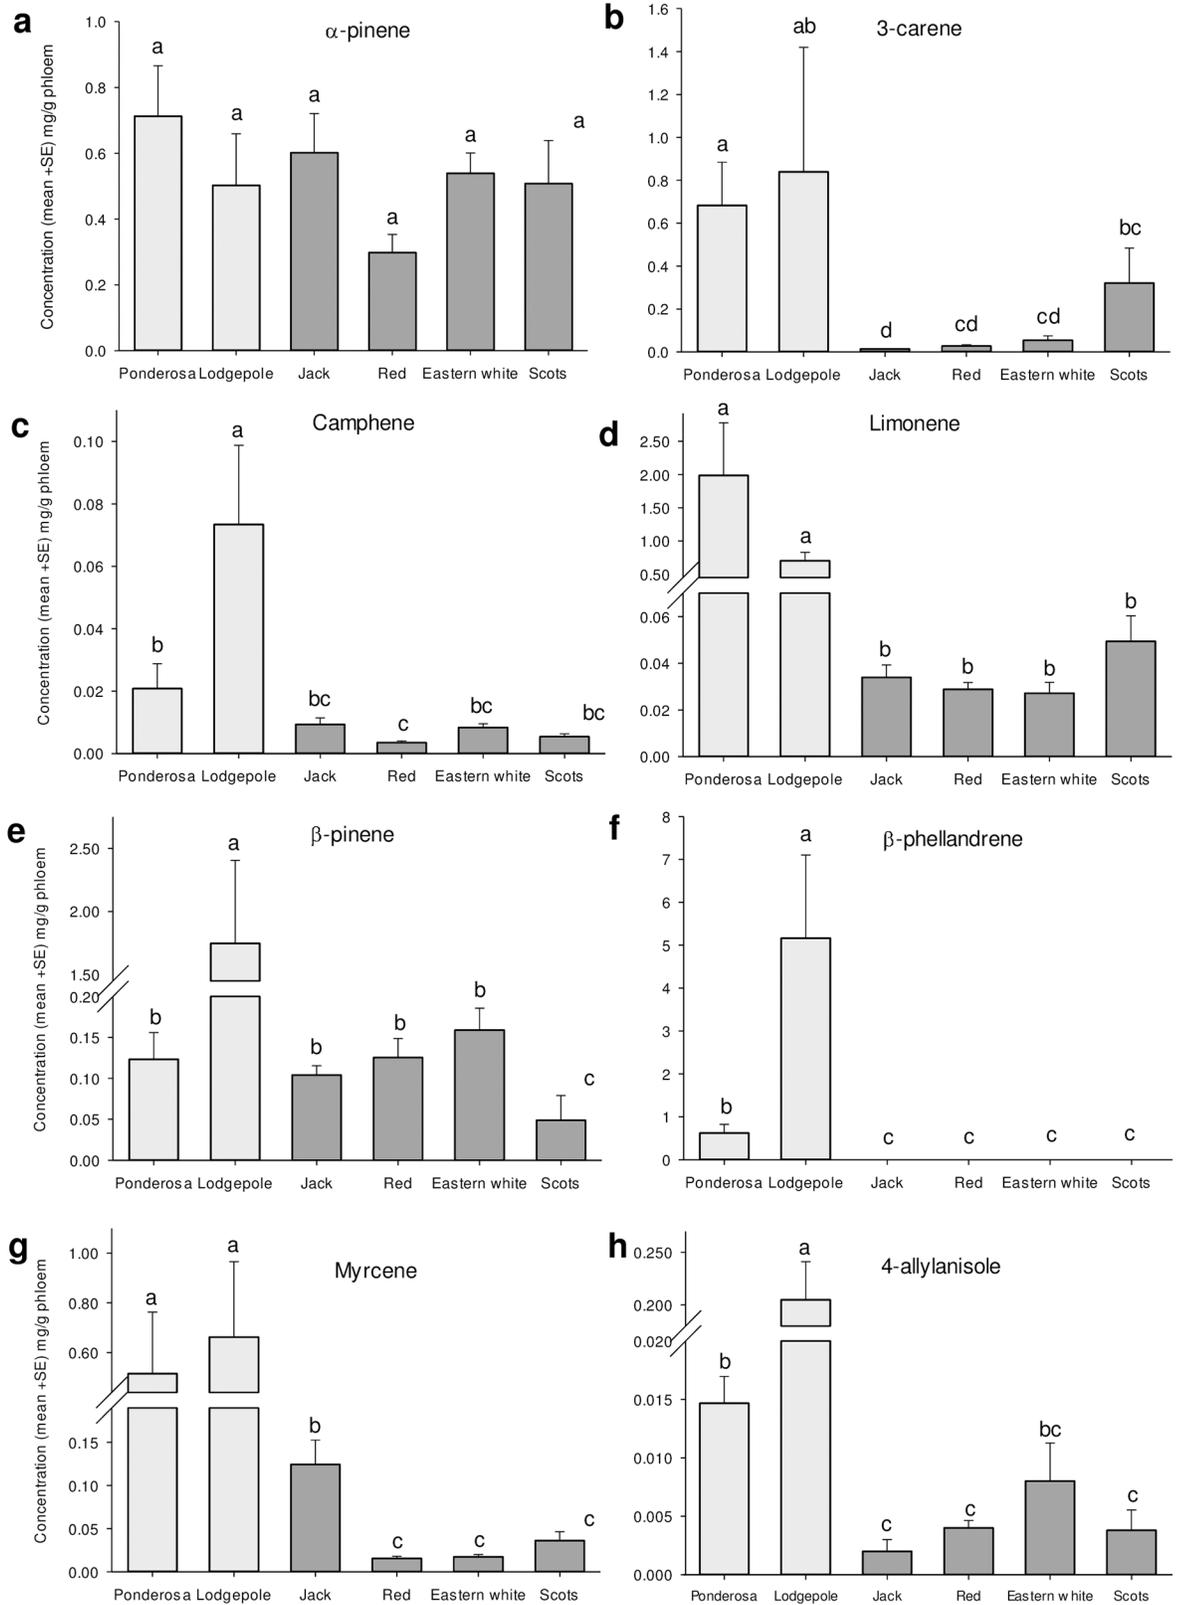 a
α-pinene
Concentration (mean +SE) mg/g phloem
1.0
0.8
0.6
0.4
0.2
0.0
a
a
a
a
a
a
Ponderosa Lodgepole Jack Red Eastern white Scots
b
3-carene
1.6
1.4
1.2
1.0
0.8
0.6
0.4
0.2
0.0
a
ab
d
cd
cd
bc
Ponderosa Lodgepole Jack Red Eastern white Scots
c
Camphene
Concentration (mean +SE) mg/g phloem
0.10
0.08
0.06
0.04
0.02
0.00
b
a
bc
c
bc
bc
Ponderosa Lodgepole Jack Red Eastern white Scots
d
Limonene
2.50
2.00
1.50
1.00
0.50
0.06
0.04
0.02
0.00
a
a
b
b
b
b
Ponderosa Lodgepole Jack Red Eastern white Scots
e
β-pinene
Concentration (mean +SE) mg/g phloem
2.50
2.00
1.50
0.20
0.15
0.10
0.05
0.00
b
a
b
b
b
c
Ponderosa Lodgepole Jack Red Eastern white Scots
f
β-phellandrene
8
7
6
5
4
3
2
1
0
b
a
c
c
c
c
Ponderosa Lodgepole Jack Red Eastern white Scots
g
Myrcene
Concentration (mean +SE) mg/g phloem
1.00
0.80
0.60
0.15
0.10
0.05
0.00
a
a
b
c
c
c
Ponderosa Lodgepole Jack Red Eastern white Scots
h
4-allylanisole
0.250
0.200
0.020
0.015
0.010
0.005
0.000
b
a
c
c
bc
c
Ponderosa Lodgepole Jack Red Eastern white Scots